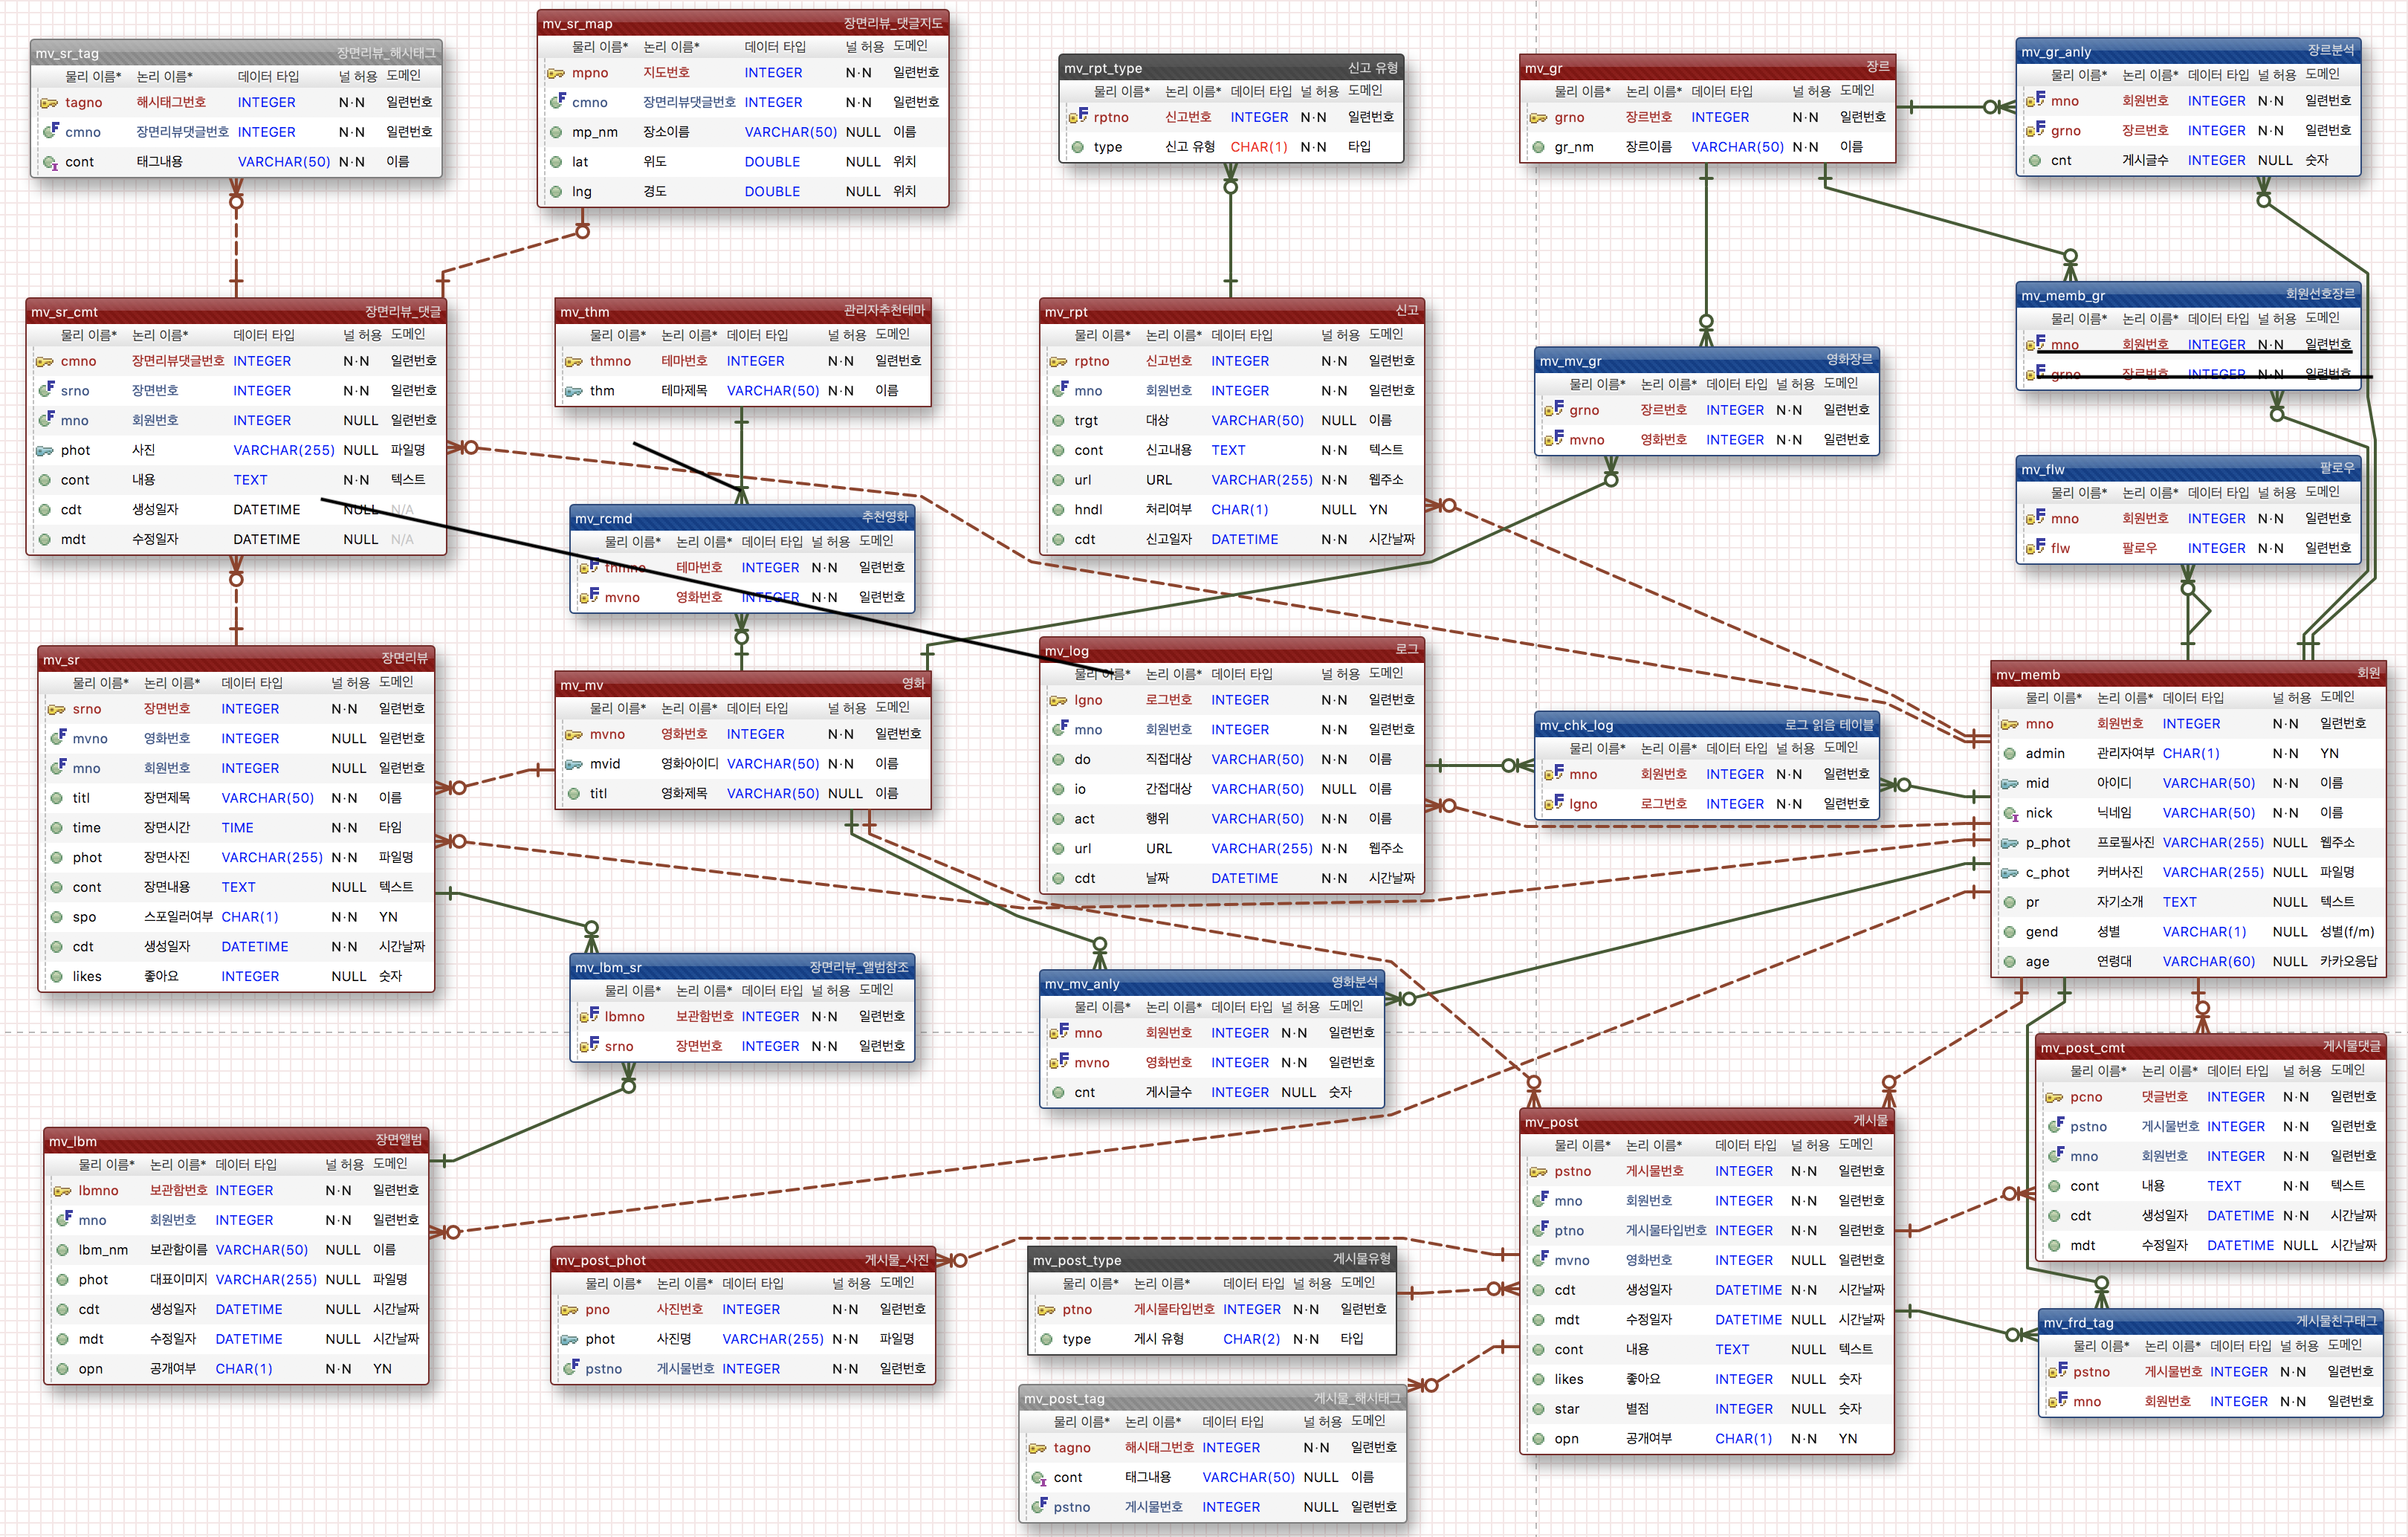 mv_sr_tag 장면리뷰_해시태그
물리 이름* 논리 이름* 데이터 타입 널 허용 도메인
tagno 해시태그번호 INTEGER N·N 일련번호
cmno 장면리뷰댓글번호 INTEGER N·N 일련번호
cont 태그내용 VARCHAR(50) N·N 이름
mv_sr_map 장면리뷰_댓글지도
물리 이름* 논리 이름* 데이터 타입 널 허용 도메인
mpno 지도번호 INTEGER N·N 일련번호
cmno 장면리뷰댓글번호 INTEGER N·N 일련번호
mp_nm 장소이름 VARCHAR(50) NULL 이름
lat 위도 DOUBLE NULL 위치
lng 경도 DOUBLE NULL 위치
mv_rpt_type 신고 유형
물리 이름* 논리 이름* 데이터 타입 널 허용 도메인
rptno 신고번호 INTEGER N·N 일련번호
type 신고 유형 CHAR(1) N·N 타입
mv_gr 장르
물리 이름* 논리 이름* 데이터 타입 널 허용 도메인
grno 장르번호 INTEGER N·N 일련번호
gr_nm 장르이름 VARCHAR(50) N·N 이름
mv_gr_anly 장르분석
물리 이름* 논리 이름* 데이터 타입 널 허용 도메인
mno 회원번호 INTEGER N·N 일련번호
grno 장르번호 INTEGER N·N 일련번호
cnt 게시글수 INTEGER NULL 숫자
mv_sr_cmt 장면리뷰_댓글
물리 이름* 논리 이름* 데이터 타입 널 허용 도메인
cmno 장면리뷰댓글번호 INTEGER N·N 일련번호
srno 장면번호 INTEGER N·N 일련번호
mno 회원번호 INTEGER NULL 일련번호
phot 사진 VARCHAR(255) NULL 파일명
cont 내용 TEXT N·N 텍스트
cdt 생성일자 DATETIME NULL N/A
mdt 수정일자 DATETIME NULL N/A
mv_thm 관리자추천테마
물리 이름* 논리 이름* 데이터 타입 널 허용 도메인
thmno 테마번호 INTEGER N·N 일련번호
thm 테마제목 VARCHAR(50) N·N 이름
mv_rpt 신고
물리 이름* 논리 이름* 데이터 타입 널 허용 도메인
rptno 신고번호 INTEGER N·N 일련번호
mno 회원번호 INTEGER N·N 일련번호
trgt 대상 VARCHAR(50) NULL 이름
cont 신고내용 TEXT N·N 텍스트
url URL VARCHAR(255) N·N 웹주소
hndl 처리여부 CHAR(1) NULL YN
cdt 신고일자 DATETIME N·N 시간날짜
mv_mv_gr 영화장르
물리 이름* 논리 이름* 데이터 타입 널 허용 도메인
grno 장르번호 INTEGER N·N 일련번호
mvno 영화번호 INTEGER N·N 일련번호
mv_memb_gr 회원선호장르
물리 이름* 논리 이름* 데이터 타입 널 허용 도메인
mno 회원번호 INTEGER N·N 일련번호
grno 장르번호 INTEGER N·N 일련번호
mv_flw 팔로우
물리 이름* 논리 이름* 데이터 타입 널 허용 도메인
mno 회원번호 INTEGER N·N 일련번호
flw 팔로우 INTEGER N·N 일련번호
mv_rcmd 추천영화
물리 이름* 논리 이름* 데이터 타입 널 허용 도메인
thmno 테마번호 INTEGER N·N 일련번호
mvno 영화번호 INTEGER N·N 일련번호
mv_sr 장면리뷰
물리 이름* 논리 이름* 데이터 타입 널 허용 도메인
srno 장면번호 INTEGER N·N 일련번호
mvno 영화번호 INTEGER NULL 일련번호
mno 회원번호 INTEGER NULL 일련번호
titl 장면제목 VARCHAR(50) N·N 이름
time 장면시간 TIME N·N 타임
phot 장면사진 VARCHAR(255) N·N 파일명
cont 장면내용 TEXT NULL 텍스트
spo 스포일러여부 CHAR(1) N·N YN
cdt 생성일자 DATETIME N·N 시간날짜
likes 좋아요 INTEGER NULL 숫자
mv_mv 영화
물리 이름* 논리 이름* 데이터 타입 널 허용 도메인
mvno 영화번호 INTEGER N·N 일련번호
mvid 영화아이디 VARCHAR(50) N·N 이름
titl 영화제목 VARCHAR(50) NULL 이름
mv_log 로그
물리 이름* 논리 이름* 데이터 타입 널 허용 도메인
lgno 로그번호 INTEGER N·N 일련번호
mno 회원번호 INTEGER N·N 일련번호
do 직접대상 VARCHAR(50) N·N 이름
io 간접대상 VARCHAR(50) NULL 이름
act 행위 VARCHAR(50) N·N 이름
url URL VARCHAR(255) N·N 웹주소
cdt 날짜 DATETIME N·N 시간날짜
mv_chk_log 로그 읽음 테이블
물리 이름* 논리 이름* 데이터 타입 널 허용 도메인
mno 회원번호 INTEGER N·N 일련번호
lgno 로그번호 INTEGER N·N 일련번호
mv_memb 회원
물리 이름* 논리 이름* 데이터 타입 널 허용 도메인
mno 회원번호 INTEGER N·N 일련번호
admin 관리자여부 CHAR(1) N·N YN
mid 아이디 VARCHAR(50) N·N 이름
nick 닉네임 VARCHAR(50) N·N 이름
p_phot 프로필사진 VARCHAR(255) NULL 웹주소
c_phot 커버사진 VARCHAR(255) NULL 파일명
pr 자기소개 TEXT NULL 텍스트
gend 성별 VARCHAR(1) NULL 성별(f/m)
age 연령대 VARCHAR(60) NULL 카카오응답
mv_lbm_sr 장면리뷰_앨범참조
물리 이름* 논리 이름* 데이터 타입 널 허용 도메인
lbmno 보관함번호 INTEGER N·N 일련번호
srno 장면번호 INTEGER N·N 일련번호
mv_mv_anly 영화분석
물리 이름* 논리 이름* 데이터 타입 널 허용 도메인
mno 회원번호 INTEGER N·N 일련번호
mvno 영화번호 INTEGER N·N 일련번호
cnt 게시글수 INTEGER NULL 숫자
mv_lbm 장면앨범
물리 이름* 논리 이름* 데이터 타입 널 허용 도메인
lbmno 보관함번호 INTEGER N·N 일련번호
mno 회원번호 INTEGER N·N 일련번호
lbm_nm 보관함이름 VARCHAR(50) NULL 이름
phot 대표이미지 VARCHAR(255) NULL 파일명
cdt 생성일자 DATETIME NULL 시간날짜
mdt 수정일자 DATETIME NULL 시간날짜
opn 공개여부 CHAR(1) N·N YN
mv_post_phot 게시물_사진
물리 이름* 논리 이름* 데이터 타입 널 허용 도메인
pno 사진번호 INTEGER N·N 일련번호
phot 사진명 VARCHAR(255) N·N 파일명
pstno 게시물번호 INTEGER N·N 일련번호
mv_post_type 게시물유형
물리 이름* 논리 이름* 데이터 타입 널 허용 도메인
ptno 게시물타입번호 INTEGER N·N 일련번호
type 게시 유형 CHAR(2) N·N 타입
mv_post_tag 게시물_해시태그
물리 이름* 논리 이름* 데이터 타입 널 허용 도메인
tagno 해시태그번호 INTEGER N·N 일련번호
cont 태그내용 VARCHAR(50) NULL 이름
pstno 게시물번호 INTEGER NULL 일련번호
mv_post 게시물
물리 이름* 논리 이름* 데이터 타입 널 허용 도메인
pstno 게시물번호 INTEGER N·N 일련번호
mno 회원번호 INTEGER N·N 일련번호
ptno 게시물타입번호 INTEGER N·N 일련번호
mvno 영화번호 INTEGER NULL 일련번호
cdt 생성일자 DATETIME N·N 시간날짜
mdt 수정일자 DATETIME NULL 시간날짜
cont 내용 TEXT NULL 텍스트
likes 좋아요 INTEGER NULL 숫자
star 별점 INTEGER NULL 숫자
opn 공개여부 CHAR(1) N·N YN
mv_post_cmt 게시물댓글
물리 이름* 논리 이름* 데이터 타입 널 허용 도메인
pcno 댓글번호 INTEGER N·N 일련번호
pstno 게시물번호 INTEGER N·N 일련번호
mno 회원번호 INTEGER N·N 일련번호
cont 내용 TEXT N·N 텍스트
cdt 생성일자 DATETIME N·N 시간날짜
mdt 수정일자 DATETIME NULL 시간날짜
mv_frd_tag 게시물친구태그
물리 이름* 논리 이름* 데이터 타입 널 허용 도메인
pstno 게시물번호 INTEGER N·N 일련번호
mno 회원번호 INTEGER N·N 일련번호